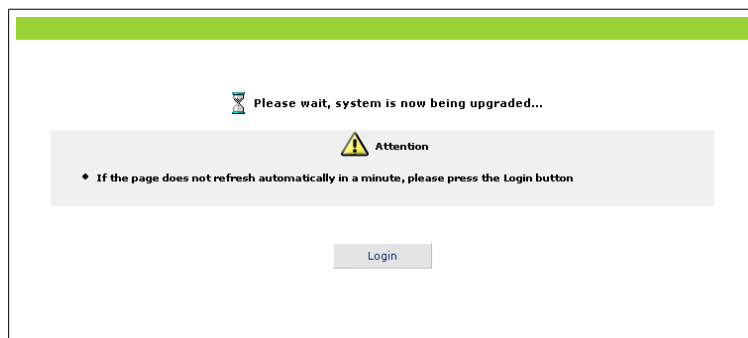 Please wait, system is now being upgraded...
Attention
If the page does not refresh automatically in a minute, please press the Login button
Login